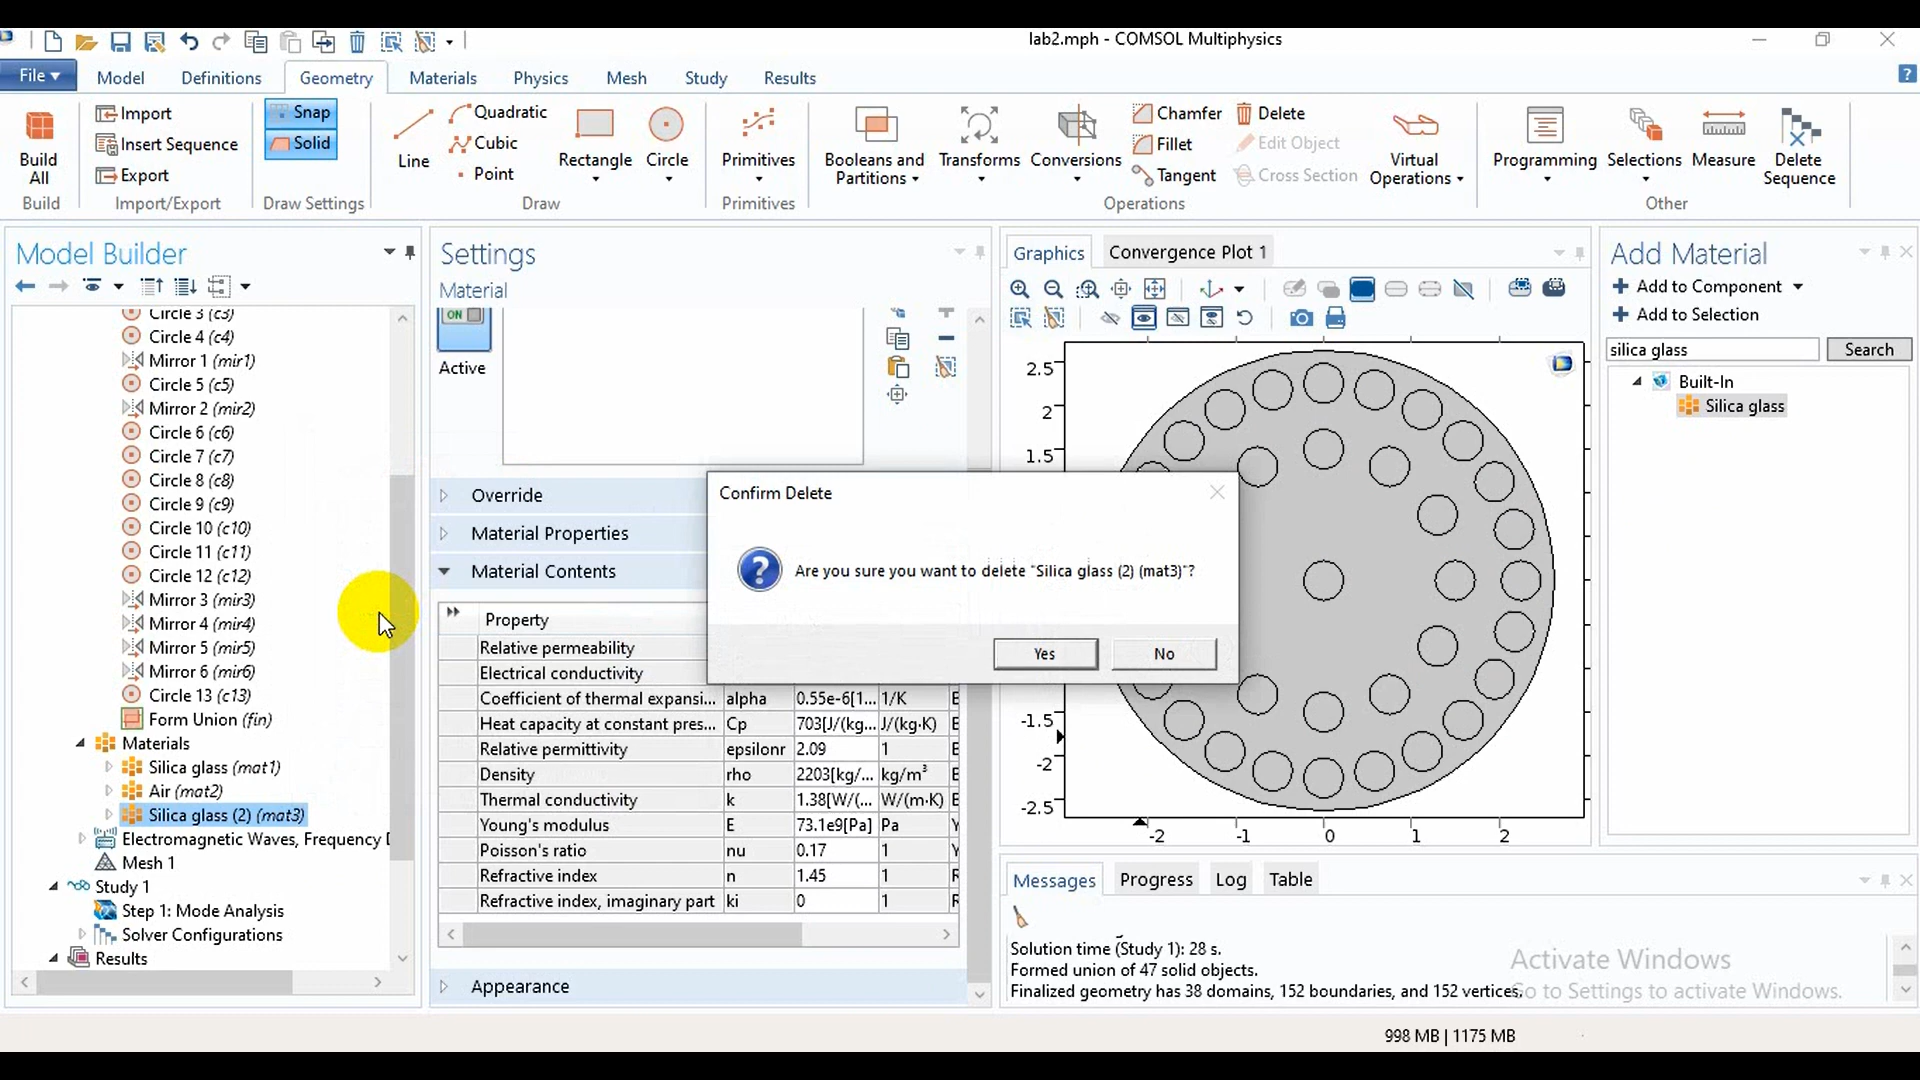 lab2.mph - COMSOL Multiphysics
File
Model
Definitions
Geometry
Materials
Physics
Mesh
Study
Results
Build
All
Build
Import
Insert Sequence
Export
Import/Export
Snap
Solid
Draw Settings
Line
Quadratic
Cubic
Point
Rectangle
Circle
Draw
Primitives
Primitives
Booleans and
Partitions
Transforms
Conversions
Chamfer
Fillet
Tangent
Delete
Edit Object
Cross Section
Operations
Virtual
Operations
Programming
Selections
Measure
Delete
Sequence
Other
Model Builder
Circle 3 (c3)
Circle 4 (c4)
Mirror 1 (mir1)
Circle 5 (c5)
Mirror 2 (mir2)
Circle 6 (c6)
Circle 7 (c7)
Circle 8 (c8)
Circle 9 (c9)
Circle 10 (c10)
Circle 11 (c11)
Circle 12 (c12)
Mirror 3 (mir3)
Mirror 4 (mir4)
Mirror 5 (mir5)
Mirror 6 (mir6)
Circle 13 (c13)
Form Union (fin)
Materials
Silica glass (mat1)
Air (mat2)
Silica glass (2) (mat3)
Electromagnetic Waves, Frequency
Mesh 1
Study 1
Step 1: Mode Analysis
Solver Configurations
Results
Settings
Material
ON
Active
Override
Material Properties
Material Contents
Property
Relative permeability
Electrical conductivity
Coefficient of thermal expansi... alpha 0.55e-6[1... 1/K E
Heat capacity at constant pres... Cp 703[J/(kg... J/(kg·K) E
Relative permittivity epsilonr 2.09 1 E
Density rho 2203[kg/... kg/m³ E
Thermal conductivity k 1.38[W/(... W/(m·K) E
Young's modulus E 73.1e9[Pa] Pa Y
Poisson's ratio nu 0.17 1 Y
Refractive index n 1.45 1 R
Refractive index, imaginary part ki 0 1 R
Appearance
Confirm Delete
Are you sure you want to delete "Silica glass (2) (mat3)"?
Yes
No
Graphics
Convergence Plot 1
2.5
2
1.5
-1.5
-2
-2.5
-2
-1
0
1
2
Messages
Progress
Log
Table
Solution time (Study 1): 28 s.
Formed union of 47 solid objects.
Finalized geometry has 38 domains, 152 boundaries, and 152 vertices.
Add Material
Add to Component
Add to Selection
silica glass
Search
Built-In
Silica glass
Activate Windows
Go to Settings to activate Windows.
998 MB | 1175 MB